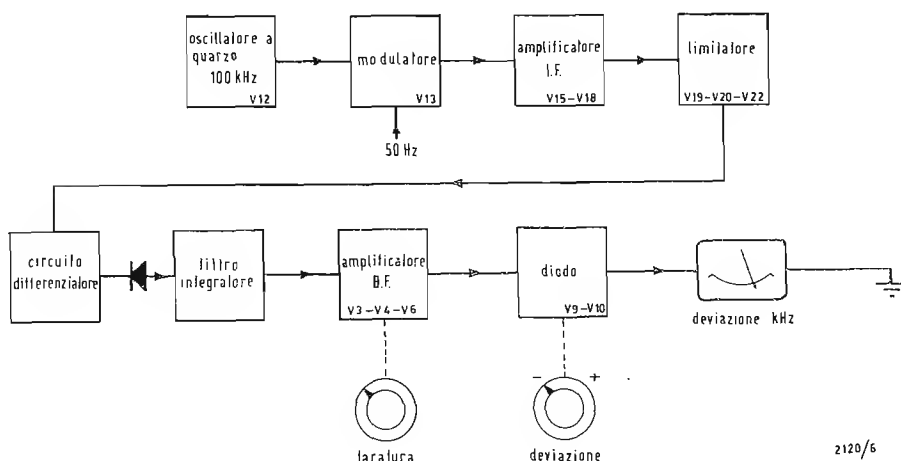 oscillatore a
quarzo
100 kHz
V12
modulatore
V13
50 Hz
amplificatore
I.F.
V15-V18
limitatore
V19-V20-V22
circuito
differenziatore
filtro
integratore
amplificatore
B.F.
V3-V4-V6
taratura
diodo
V9-V10
- +
deviazione
deviazione kHz
2120/6